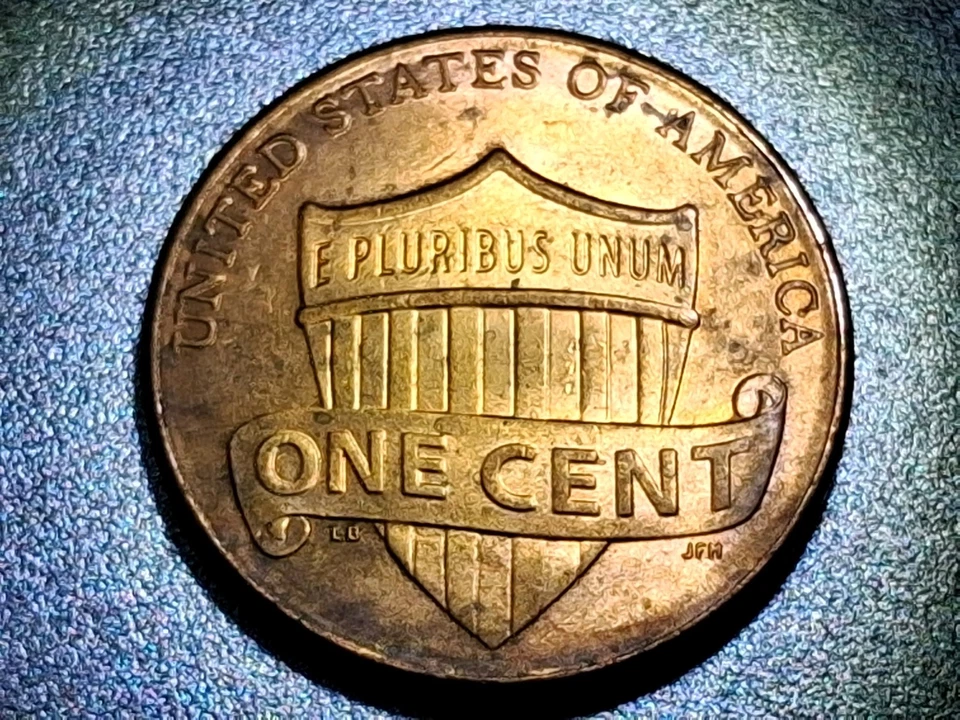 UNITED STATES OF AMERICA
E PLURIBUS UNUM
ONE CENT
LB JFM